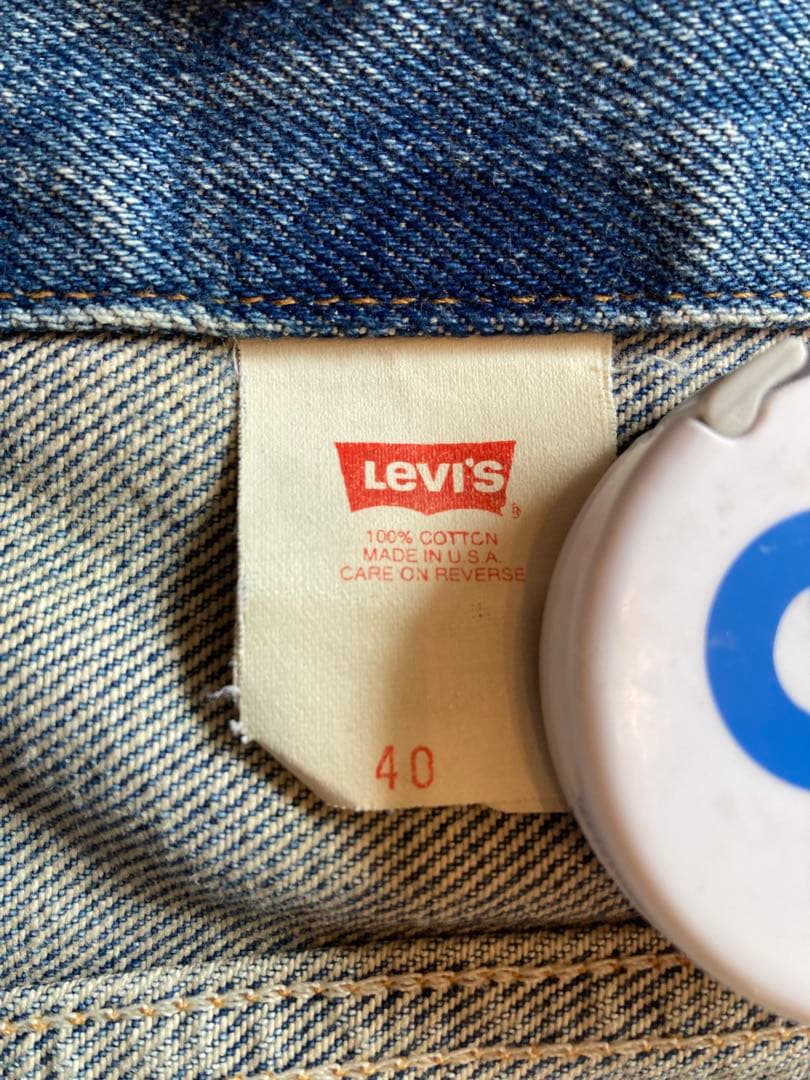 Levi's
100% COTTON
MADE IN U.S.A.
CARE ON REVERSE
40